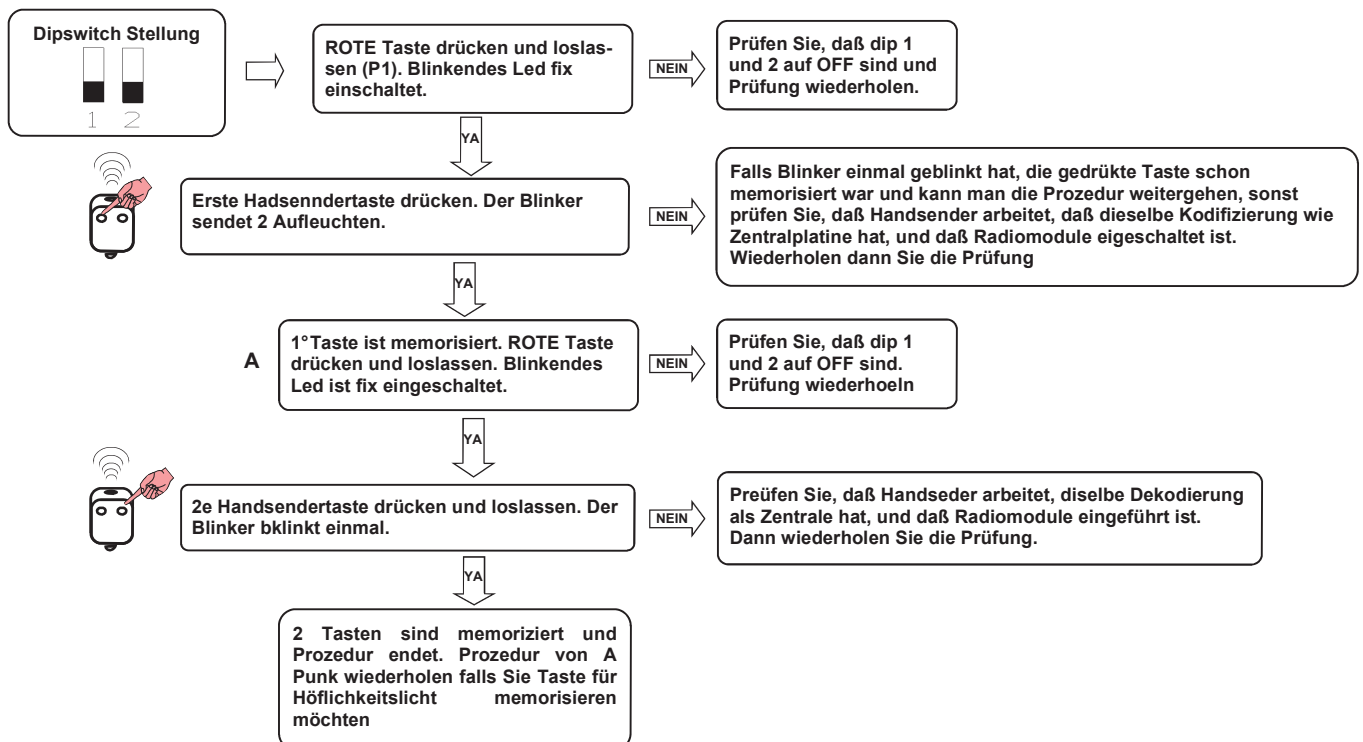 Dipswitch Stellung
1 2
ROTE Taste drücken und loslas-
sen (P1). Blinkendes Led fix
einschaltet.
NEIN
Prüfen Sie, daß dip 1
und 2 auf OFF sind und
Prüfung wiederholen.
YA
Erste Hadsenndertaste drücken. Der Blinker
sendet 2 Aufleuchten.
NEIN
Falls Blinker einmal geblinkt hat, die gedrükte Taste schon
memorisiert war und kann man die Prozedur weitergehen, sonst
prüfen Sie, daß Handsender arbeitet, daß dieselbe Kodifizierung wie
Zentralplatine hat, und daß Radiomodule eigeschaltet ist.
Wiederholen dann Sie die Prüfung
YA
A
1°Taste ist memorisiert. ROTE Taste
drücken und loslassen. Blinkendes
Led ist fix eingeschaltet.
NEIN
Prüfen Sie, daß dip 1
und 2 auf OFF sind.
Prüfung wiederhoeln
YA
2e Handsendertaste drücken und loslassen. Der
Blinker bklinkt einmal.
NEIN
Preüfen Sie, daß Handseder arbeitet, diselbe Dekodierung
als Zentrale hat, und daß Radiomodule eingeführt ist.
Dann wiederholen Sie die Prüfung.
YA
2 Tasten sind memoriziert und
Prozedur endet. Prozedur von A
Punk wiederholen falls Sie Taste für
Höflichkeitslicht memorisieren
möchten